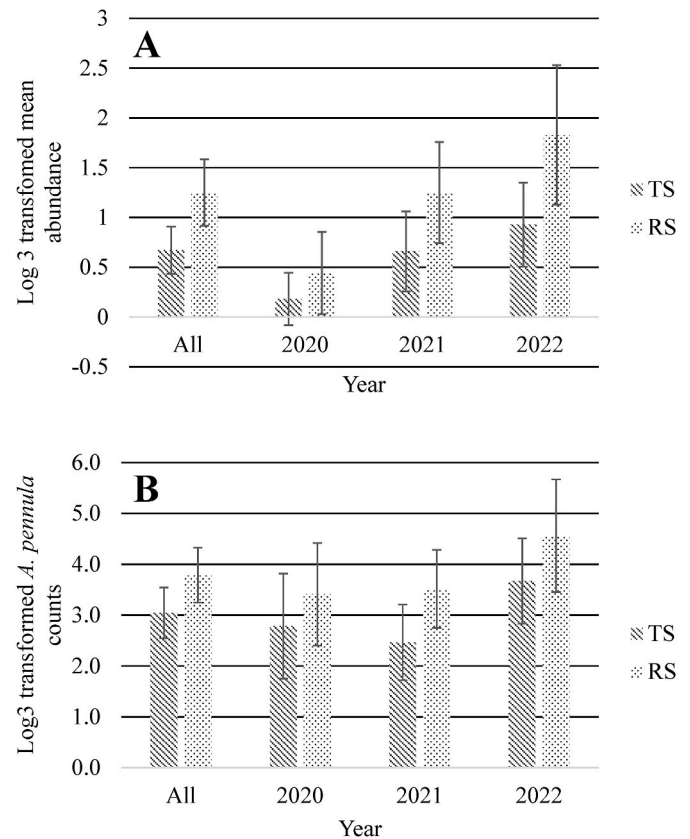 A
Log 3 transfomed mean
abundance
3
2.5
2
1.5
1
0.5
0
-0.5
All 2020 2021 2022
Year
TS
RS
B
Log3 transformed A. pennula
counts
6.0
5.0
4.0
3.0
2.0
1.0
0.0
All 2020 2021 2022
Year
TS
RS